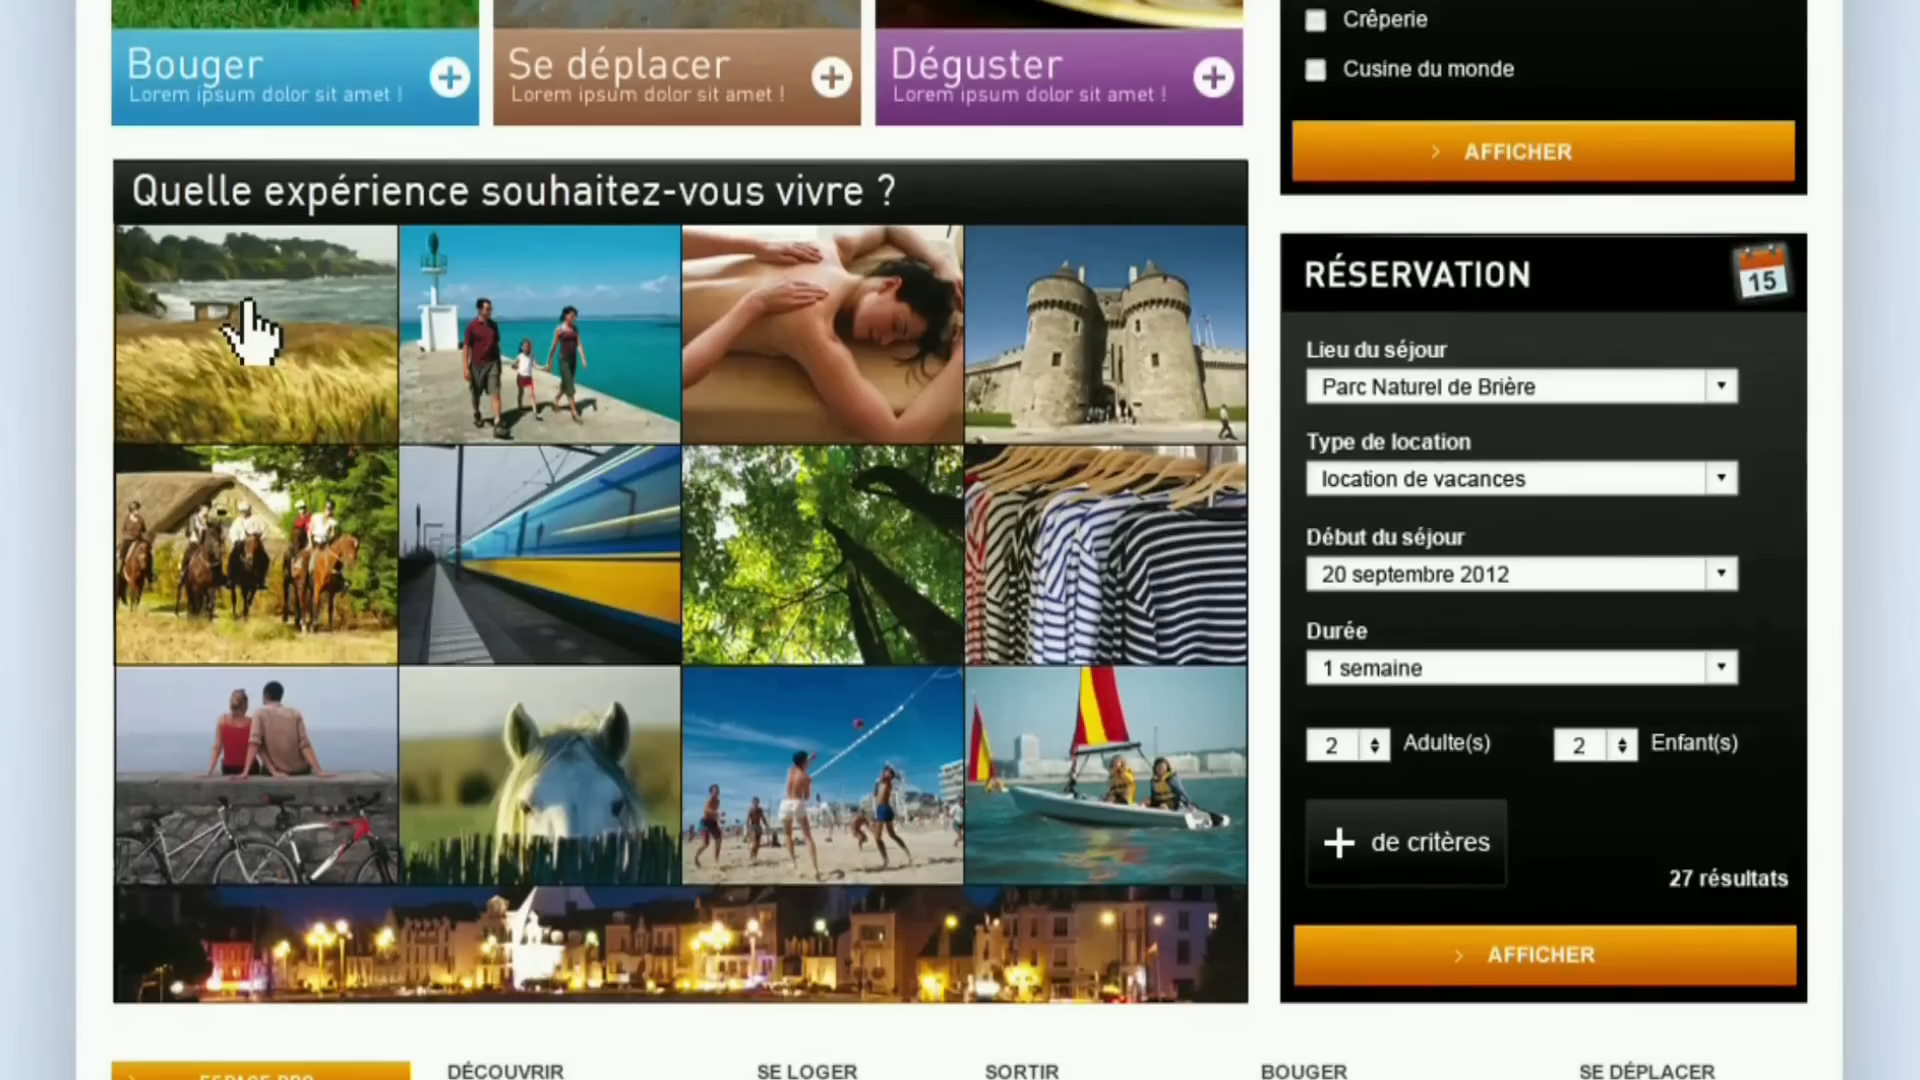 Bouger
Lorem ipsum dolor sit amet !
Se déplacer
Lorem ipsum dolor sit amet !
Déguster
Lorem ipsum dolor sit amet !
Crêperie
Cusine du monde
AFFICHER
Quelle expérience souhaitez-vous vivre ?
RÉSERVATION
15
Lieu du séjour
Parc Naturel de Brière
Type de location
location de vacances
Début du séjour
20 septembre 2012
Durée
1 semaine
2 Adulte(s) 2 Enfant(s)
+ de critères
27 résultats
AFFICHER
ESPACE PRO
DÉCOUVRIR
SE LOGER
SORTIR
BOUGER
SE DÉPLACER